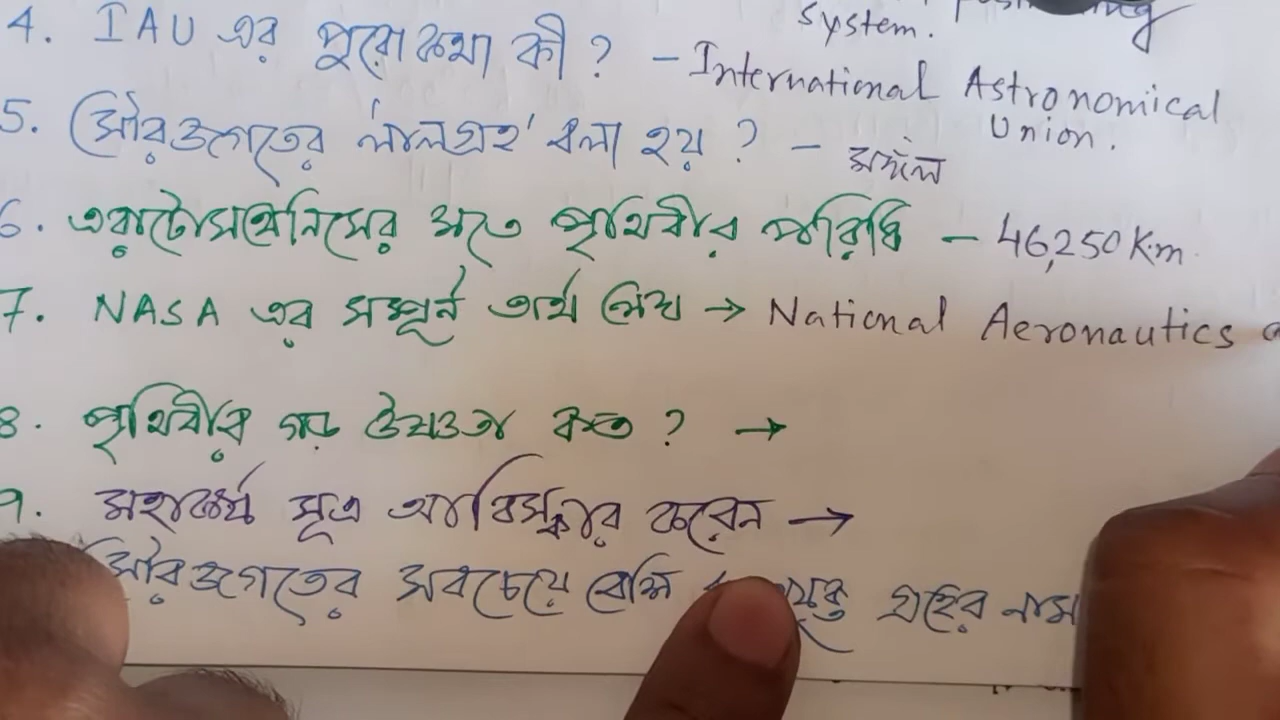 System.
4. IAU এর পুরো কথা কী ? – International Astronomical
Union.
5. সৌরজগতের 'লালগ্রহ' বলা হয় ? – মঙ্গল
6. এরাটোসথেনিসের মতে পৃথিবীর পরিধি – 46,250 Km.
7. NASA এর সম্পূর্ন অর্থ লেখ → National Aeronautics
8. পৃথিবীর গড় উষ্ণতা কত ? →
9. মহাকর্ষ সূত্র আবিস্কার করেন →
সৌরজগতের সবচেয়ে বেশি গ্রহের নাম